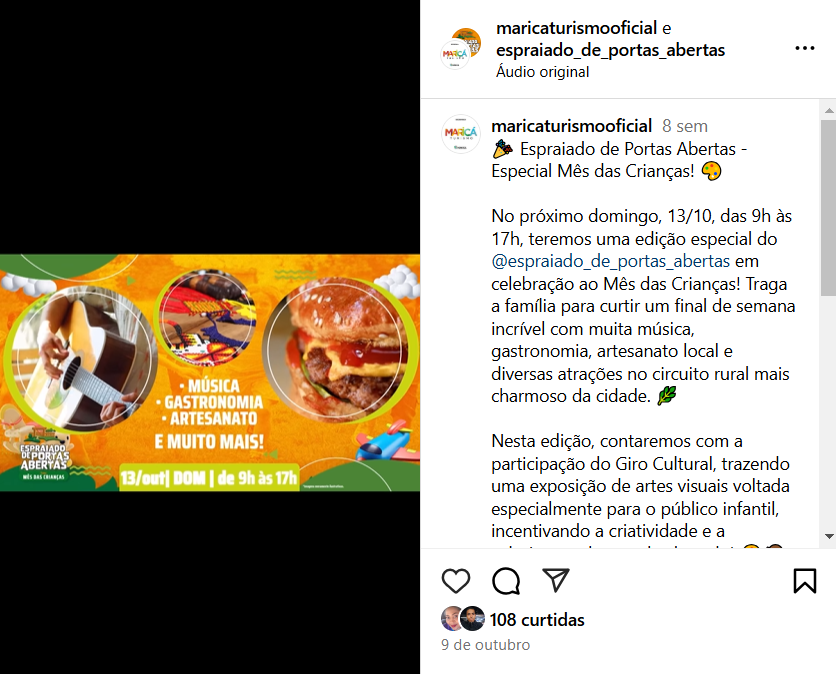 • MÚSICA
• GASTRONOMIA
• ARTESANATO
E MUITO MAIS!
ESPRAIADO
DE PORTAS
ABERTAS
MÊS DAS CRIANÇAS
13/out| DOM | de 9h às 17h
maricaturismooficial e
espraiado_de_portas_abertas
Áudio original
MARICÁ
maricaturismooficial 8 sem
🎉 Espraiado de Portas Abertas -
Especial Mês das Crianças! 🎨
No próximo domingo, 13/10, das 9h às
17h, teremos uma edição especial do
@espraiado_de_portas_abertas em
celebração ao Mês das Crianças! Traga
a família para curtir um final de semana
incrível com muita música,
gastronomia, artesanato local e
diversas atrações no circuito rural mais
charmoso da cidade. 🌿
Nesta edição, contaremos com a
participação do Giro Cultural, trazendo
uma exposição de artes visuais voltada
especialmente para o público infantil,
incentivando a criatividade e a
108 curtidas
9 de outubro